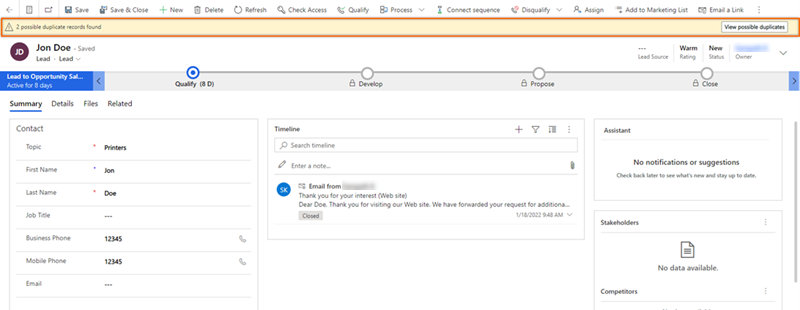 Save Save & Close New Delete Refresh Check Access Qualify Process Connect sequence Disqualify Assign Add to Marketing List Email a Link
2 possible duplicate records found View possible duplicates
JD
Jon Doe - Saved
Lead · Lead
---
Lead Source
Warm
Rating
New
Status
Owner
Lead to Opportunity Sal...
Active for 8 days
Qualify (8 D)
Develop
Propose
Close
Summary Details Files Related
Contact
Topic * Printers
First Name * Jon
Last Name * Doe
Job Title ---
Business Phone 12345
Mobile Phone 12345
Email ---
Timeline
Search timeline
Enter a note...
SK
Email from
Thank you for your interest (Web site)
Dear Doe, Thank you for visiting our Web site. We have forwarded your request for additiona...
Closed
1/18/2022 9:48 AM
Assistant
No notifications or suggestions
Check back later to see what's new and stay up to date.
Stakeholders
No data available.
Competitors